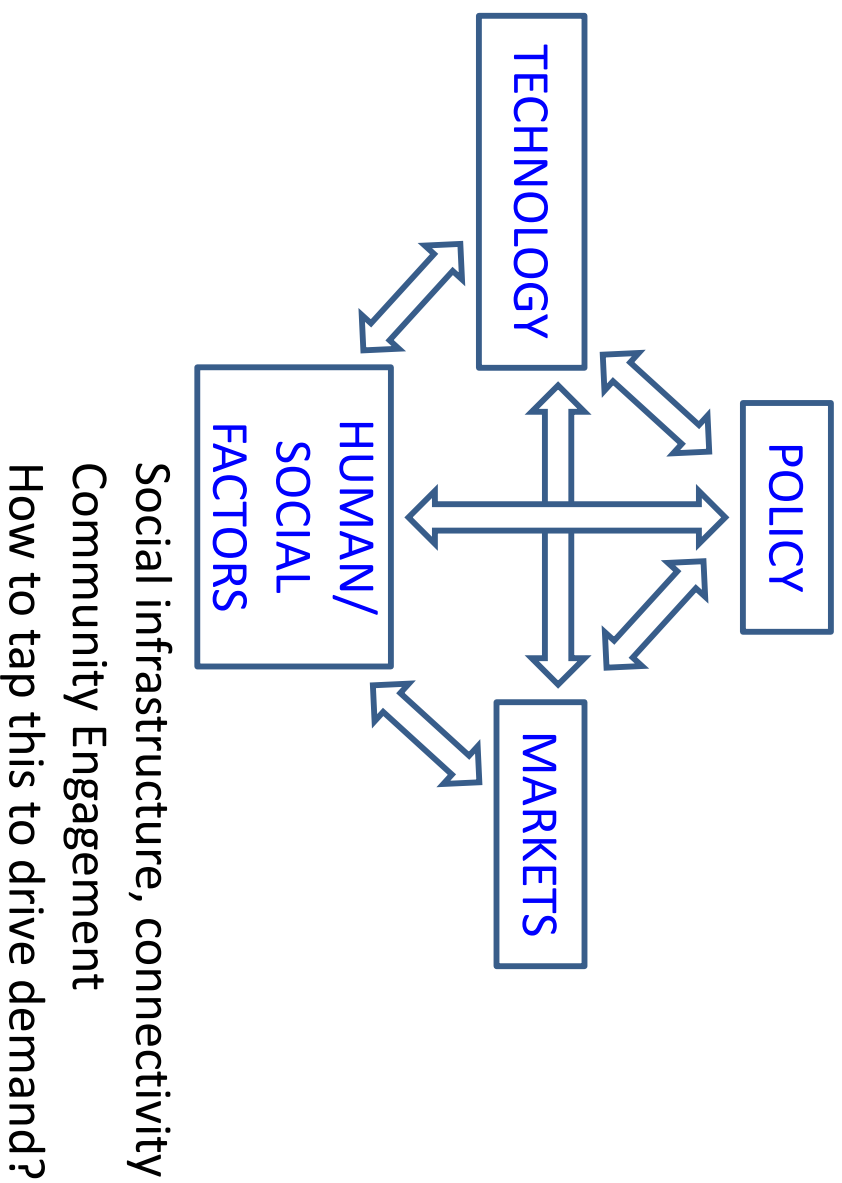 POLICY
TECHNOLOGY
MARKETS
HUMAN/
SOCIAL
FACTORS
Social infrastructure, connectivity
Community Engagement
How to tap this to drive demand?